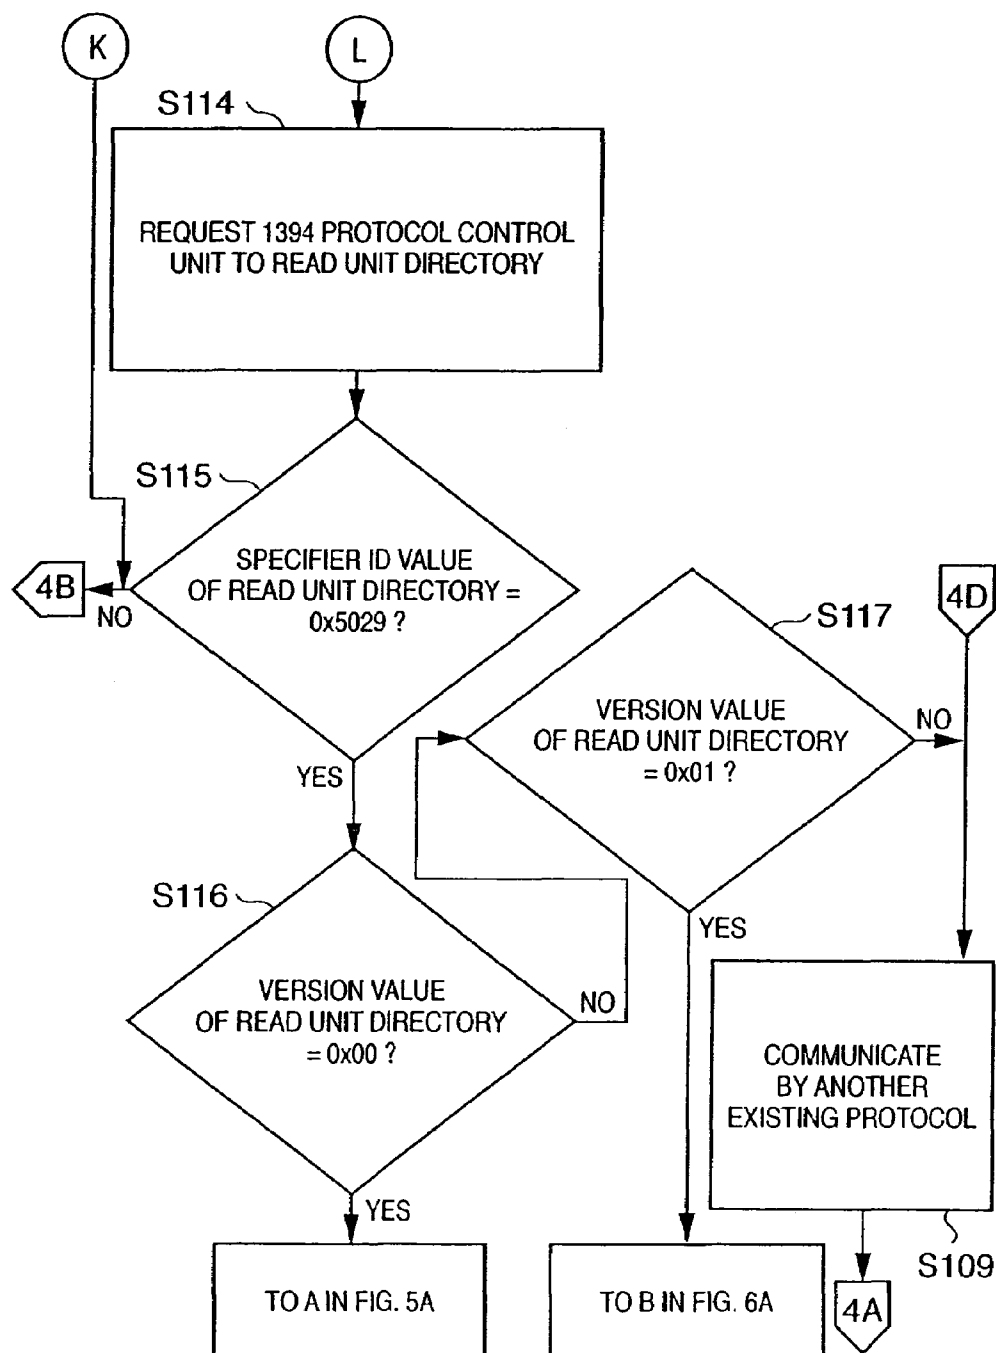 K
L
S114
REQUEST 1394 PROTOCOL CONTROL
UNIT TO READ UNIT DIRECTORY
S115
SPECIFIER ID VALUE
OF READ UNIT DIRECTORY =
0x5029 ?
4B
NO
YES
S117
4D
VERSION VALUE
OF READ UNIT DIRECTORY
= 0x01 ?
NO
YES
S116
VERSION VALUE
OF READ UNIT DIRECTORY
= 0x00 ?
NO
YES
COMMUNICATE
BY ANOTHER
EXISTING PROTOCOL
S109
TO A IN FIG. 5A
TO B IN FIG. 6A
4A